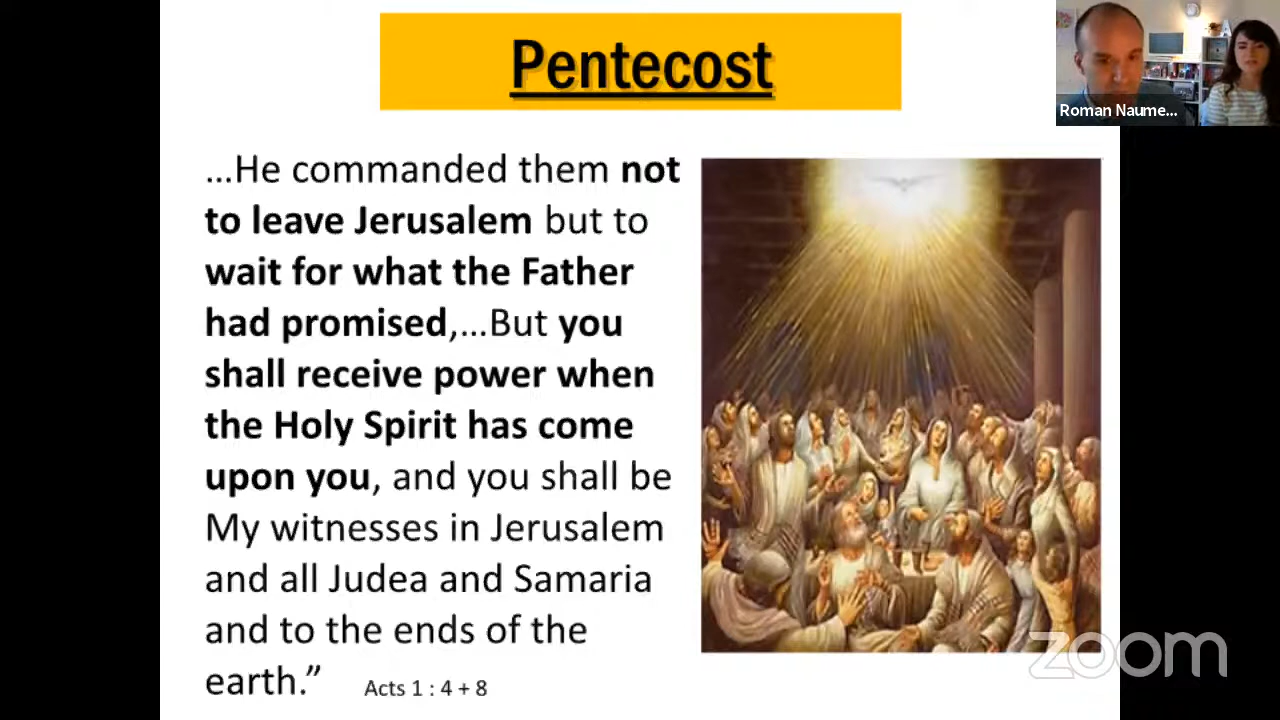 Pentecost
Roman Naume...
...He commanded them not
to leave Jerusalem but to
wait for what the Father
had promised,...But you
shall receive power when
the Holy Spirit has come
upon you, and you shall be
My witnesses in Jerusalem
and all Judea and Samaria
and to the ends of the
earth.”
Acts 1 : 4 + 8
zoom